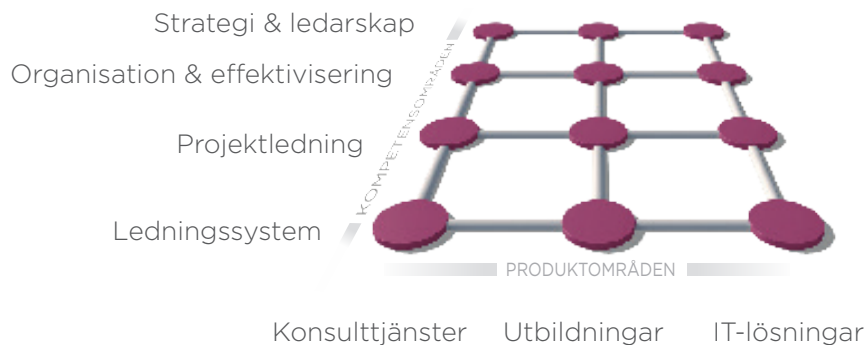 Strategi & ledarskap
Organisation & effektivisering
Projektledning
Ledningssystem
KOMPETENSOMRÅDEN
PRODUKTOMRÅDEN
Konsulttjänster Utbildningar IT-lösningar